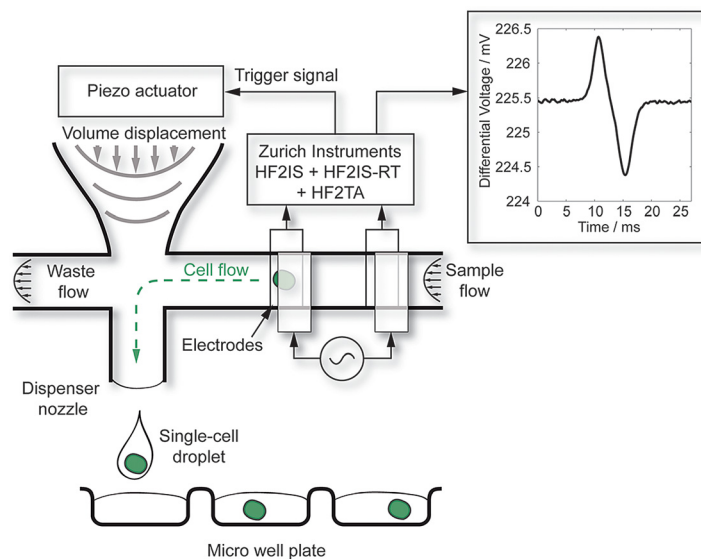 Piezo actuator
Trigger signal
Volume displacement
Zurich Instruments
HF2IS + HF2IS-RT
+ HF2TA
Differential Voltage / mV
226.5
226
225.5
225
224.5
224
0
5
10
15
20
25
Time / ms
Waste
flow
Cell flow
Sample
flow
Electrodes
Dispenser
nozzle
Single-cell
droplet
Micro well plate